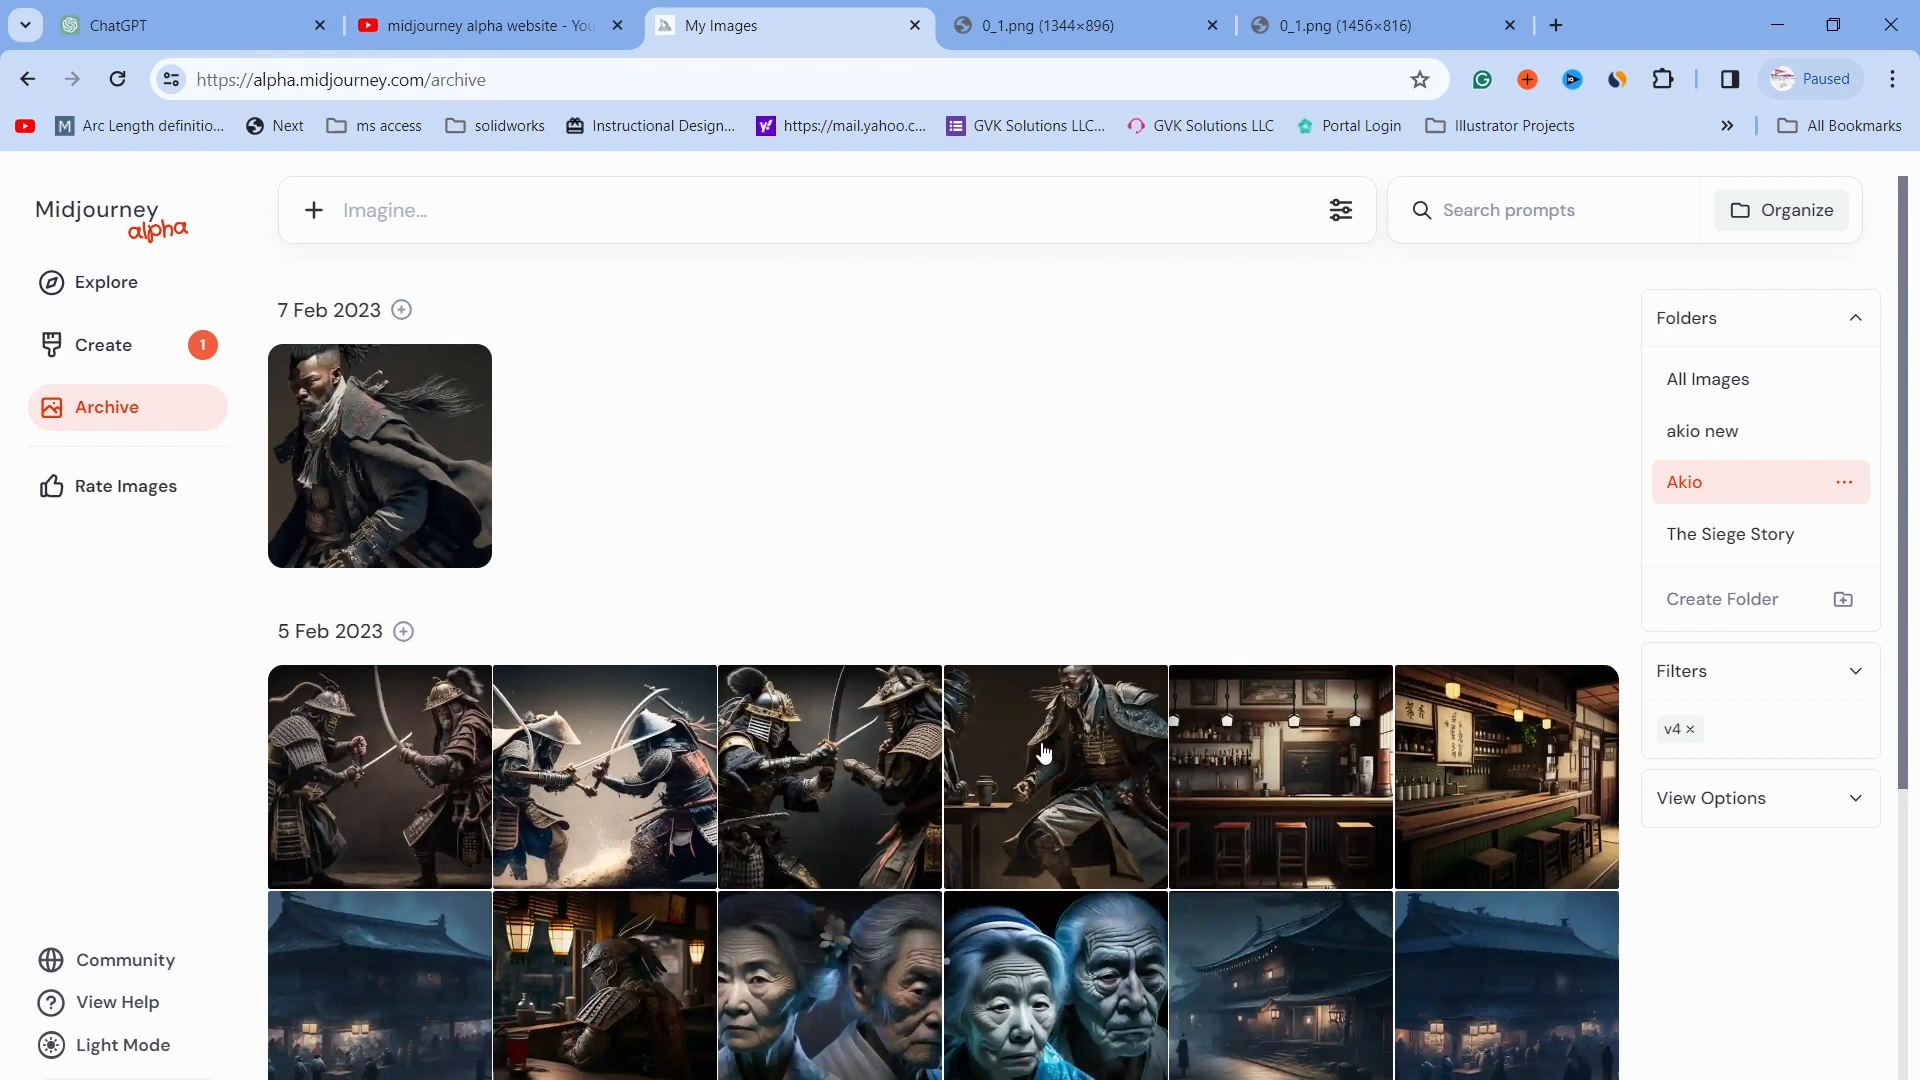 ChatGPT
midjourney alpha website - You
My Images
0_1.png (1344×896)
0_1.png (1456×816)
https://alpha.midjourney.com/archive
Paused
Arc Length definitio...
Next
ms access
solidworks
Instructional Design...
https://mail.yahoo.c...
GVK Solutions LLC...
GVK Solutions LLC
Portal Login
Illustrator Projects
All Bookmarks
Midjourney
alpha
Imagine...
Search prompts
Organize
Explore
Create
1
Archive
Rate Images
7 Feb 2023
5 Feb 2023
Folders
All Images
akio new
Akio
The Siege Story
Create Folder
Filters
v4
View Options
Community
View Help
Light Mode